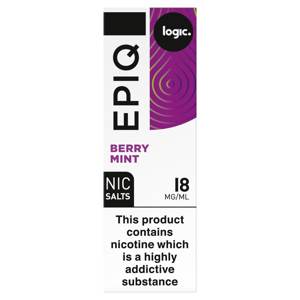 logic.
EPIQ
BERRY
MINT
NIC
SALTS
18
MG/ML
This product
contains
nicotine which
is a highly
addictive
substance